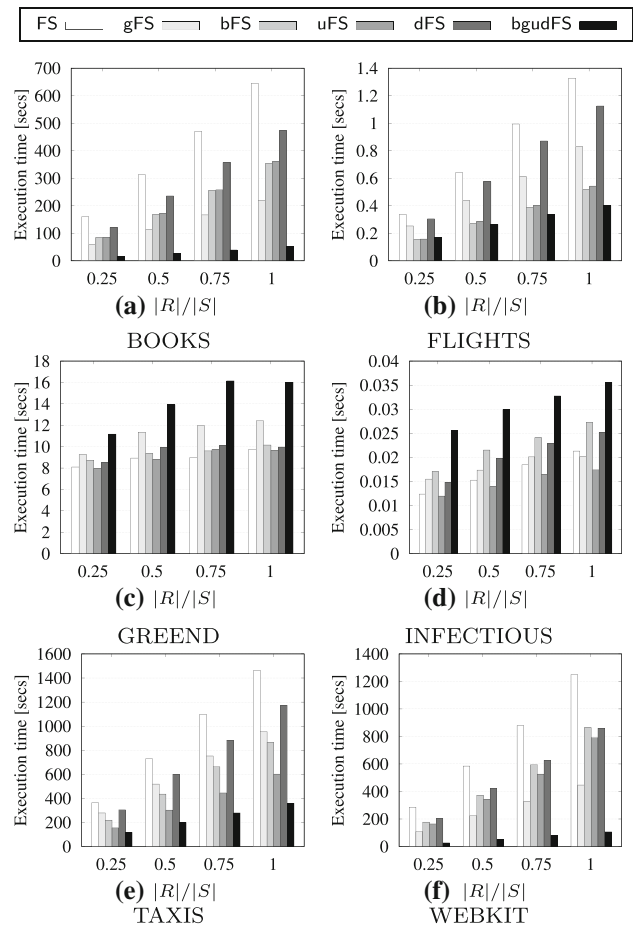 FS gFS bFS uFS dFS bgudFS
Execution time [secs]
700
600
500
400
300
200
100
0
0.25 0.5 0.75 1
(a) |R|/|S|
BOOKS
Execution time [secs]
1.4
1.2
1
0.8
0.6
0.4
0.2
0
0.25 0.5 0.75 1
(b) |R|/|S|
FLIGHTS
Execution time [secs]
18
16
14
12
10
8
6
4
2
0
0.25 0.5 0.75 1
(c) |R|/|S|
GREEND
Execution time [secs]
0.04
0.035
0.03
0.025
0.02
0.015
0.01
0.005
0
0.25 0.5 0.75 1
(d) |R|/|S|
INFECTIOUS
Execution time [secs]
1600
1400
1200
1000
800
600
400
200
0
0.25 0.5 0.75 1
(e) |R|/|S|
TAXIS
Execution time [secs]
1400
1200
1000
800
600
400
200
0
0.25 0.5 0.75 1
(f) |R|/|S|
WEBKIT